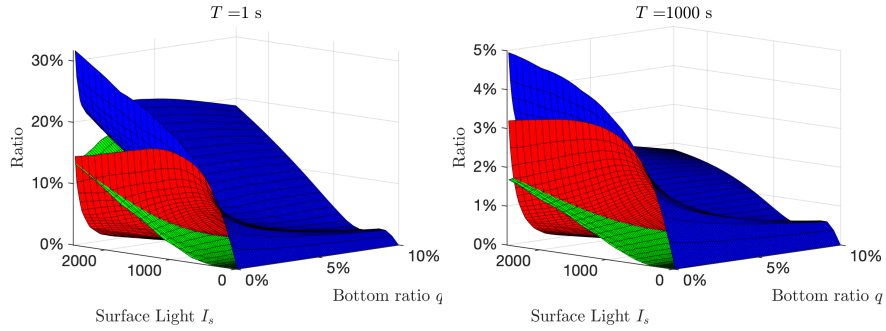 T =1 s
30%
20%
10%
0%
Ratio
2000
1000
0
0%
5%
10%
Surface Light I_s
Bottom ratio q
T =1000 s
5%
4%
3%
2%
1%
0%
Ratio
2000
1000
0
0%
5%
10%
Surface Light I_s
Bottom ratio q